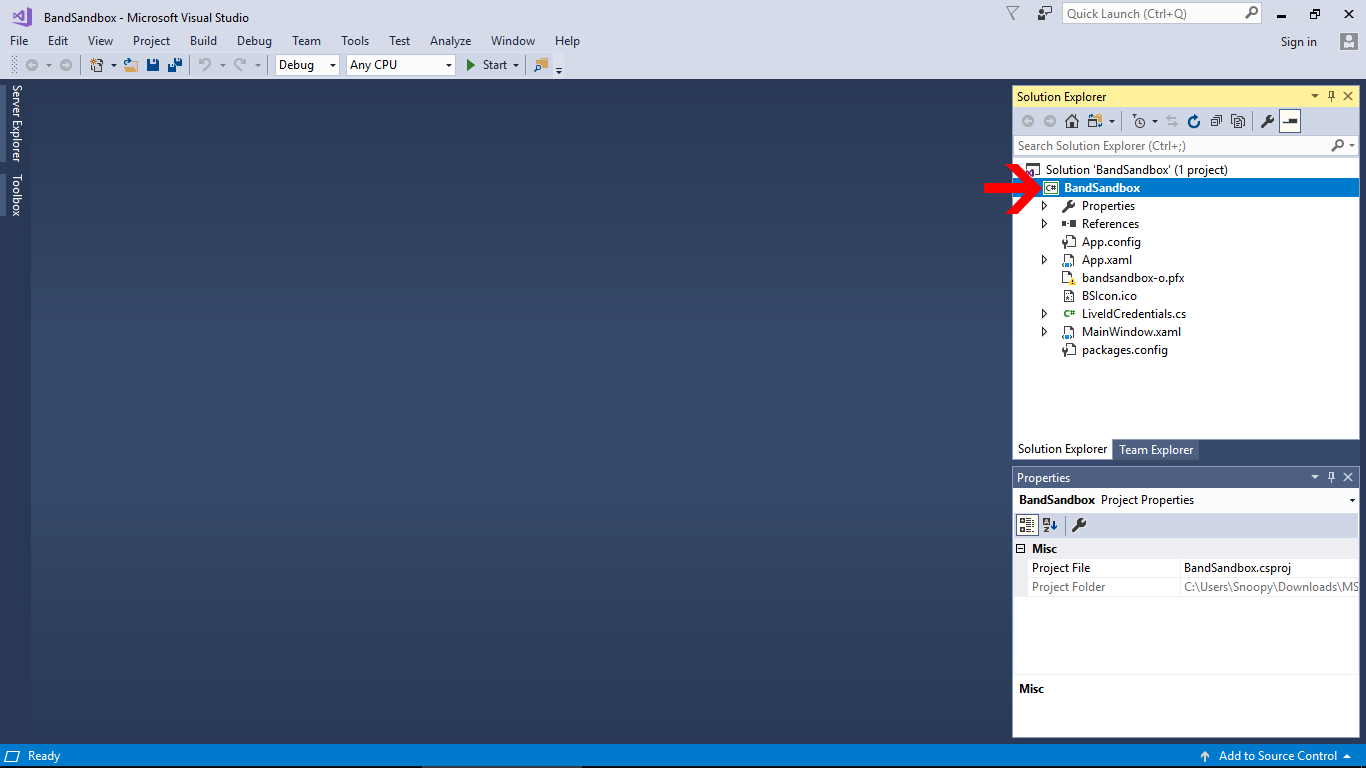 BandSandbox - Microsoft Visual Studio
Quick Launch (Ctrl+Q)
File Edit View Project Build Debug Team Tools Test Analyze Window Help
Sign in
Debug Any CPU Start
Server Explorer
Toolbox
Solution Explorer
Search Solution Explorer (Ctrl+;)
Solution 'BandSandbox' (1 project)
C# BandSandbox
Properties
References
App.config
App.xaml
bandsandbox-o.pfx
BSIcon.ico
C# LiveIdCredentials.cs
MainWindow.xaml
packages.config
Solution Explorer Team Explorer
Properties
BandSandbox Project Properties
Misc
Project File BandSandbox.csproj
Project Folder C:\Users\Snoopy\Downloads\MS
Misc
Ready
Add to Source Control